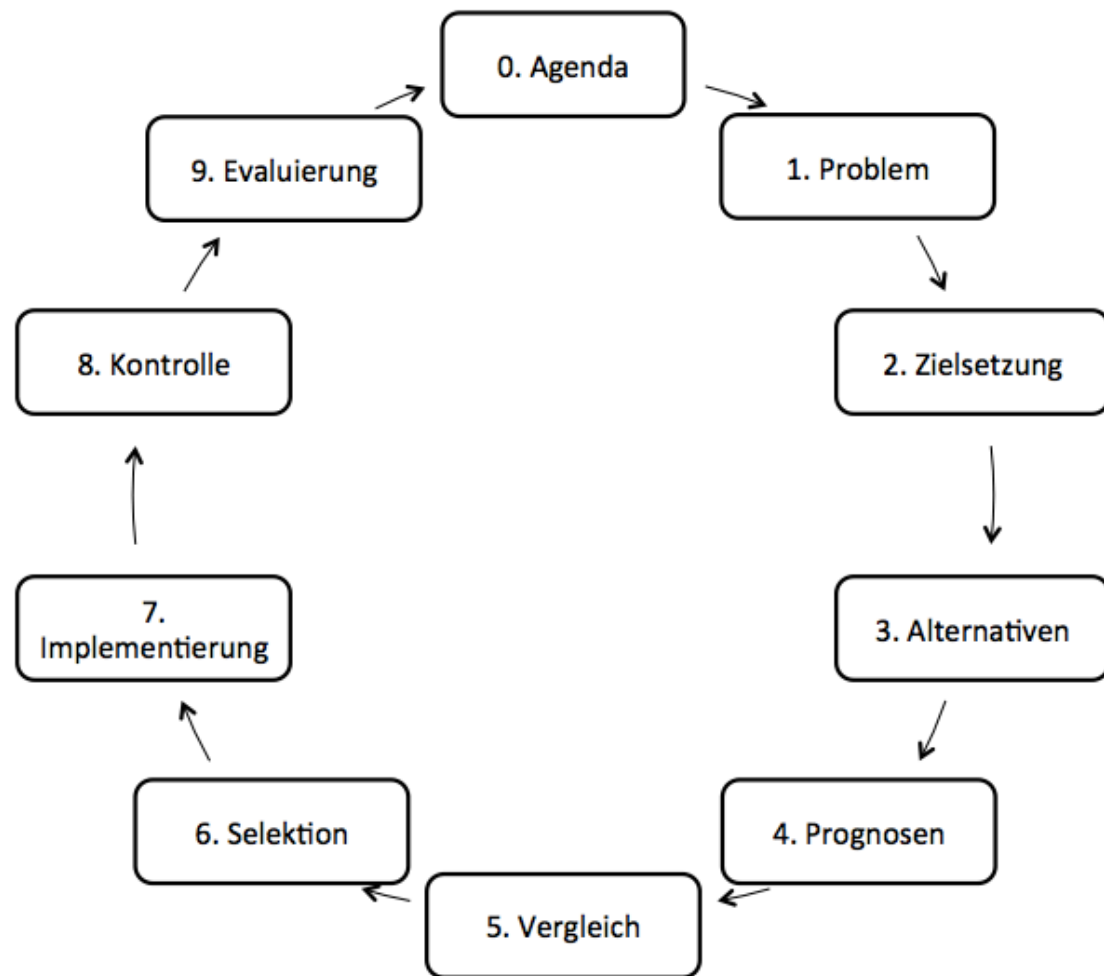 0. Agenda
1. Problem
2. Zielsetzung
3. Alternativen
4. Prognosen
5. Vergleich
6. Selektion
7.
Implementierung
8. Kontrolle
9. Evaluierung